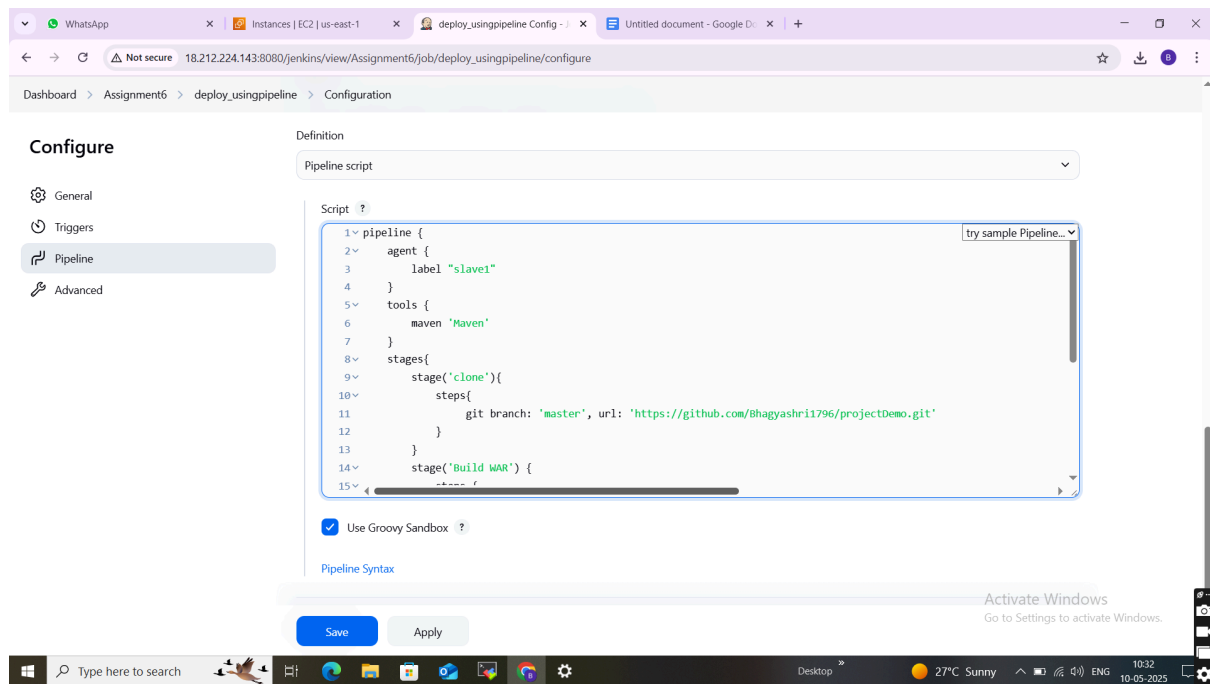 WhatsApp
Instances | EC2 | us-east-1
deploy_usingpipeline Config - J
Untitled document - Google Do
Not secure
18.212.224.143:8080/jenkins/view/Assignment6/job/deploy_usingpipeline/configure
B
Dashboard > Assignment6 > deploy_usingpipeline > Configuration
Configure
General
Triggers
Pipeline
Advanced
Definition
Pipeline script
Script ?
try sample Pipeline...
1 pipeline {
2 agent {
3 label "slave1"
4 }
5 tools {
6 maven 'Maven'
7 }
8 stages{
9 stage('clone'){
10 steps{
11 git branch: 'master', url: 'https://github.com/Bhagyashri1796/projectDemo.git'
12 }
13 }
14 stage('Build WAR') {
15 steps {
Use Groovy Sandbox ?
Pipeline Syntax
Save
Apply
Activate Windows
Go to Settings to activate Windows.
Type here to search
Desktop »
27°C Sunny
ENG
10:32
10-05-2025